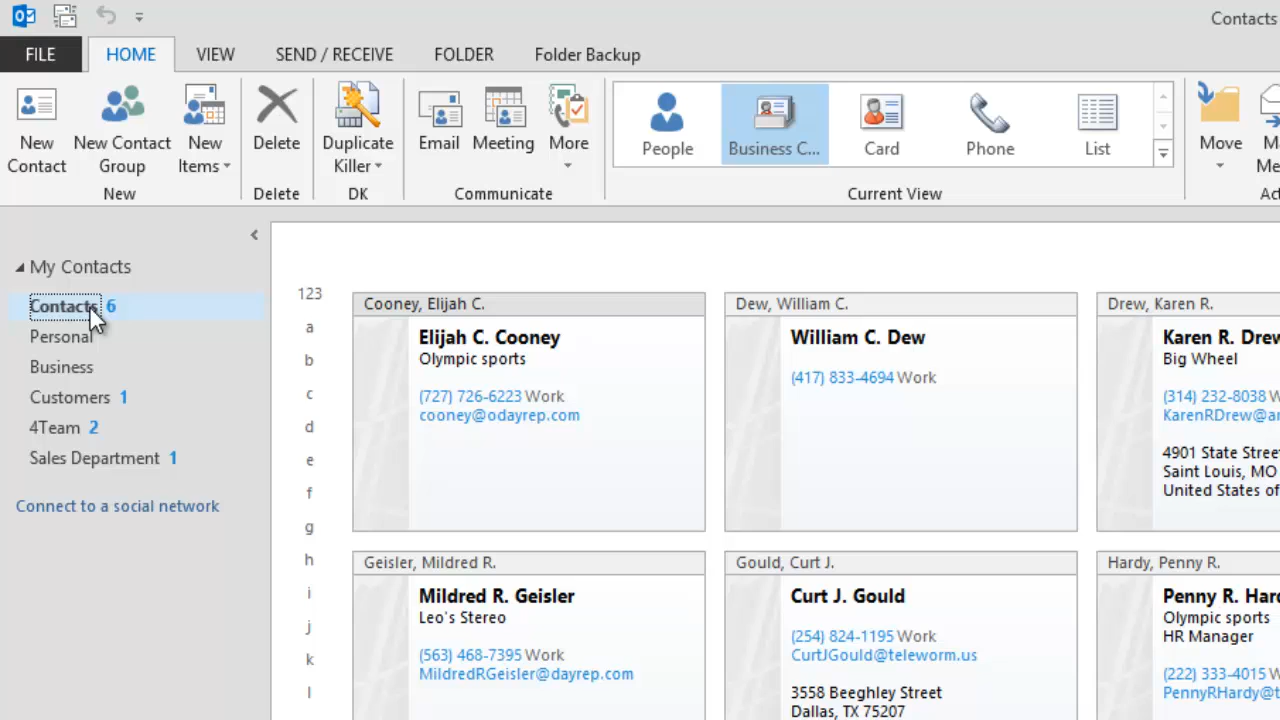 Contacts
FILE
HOME
VIEW
SEND / RECEIVE
FOLDER
Folder Backup
New Contact
New Contact Group
New Items
New
Delete
Delete
Duplicate Killer
DK
Email
Meeting
More
Communicate
People
Business C...
Card
Phone
List
Current View
Move
My Contacts
Contacts 6
Personal
Business
Customers 1
4Team 2
Sales Department 1
Connect to a social network
123
a
b
c
d
e
f
g
h
i
j
k
l
Cooney, Elijah C.
Elijah C. Cooney
Olympic sports
(727) 726-6223 Work
cooney@odayrep.com
Dew, William C.
William C. Dew
(417) 833-4694 Work
Drew, Karen R.
Karen R. Drew
Big Wheel
(314) 232-8038 W
KarenRDrew@ar
4901 State Street
Saint Louis, MO
United States of
Geisler, Mildred R.
Mildred R. Geisler
Leo's Stereo
(563) 468-7395 Work
MildredRGeisler@dayrep.com
Gould, Curt J.
Curt J. Gould
(254) 824-1195 Work
CurtJGould@teleworm.us
3558 Beeghley Street
Dallas, TX 75207
Hardy, Penny R.
Penny R. Hard
Olympic sports
HR Manager
(222) 333-4015 W
PennyRHardy@t